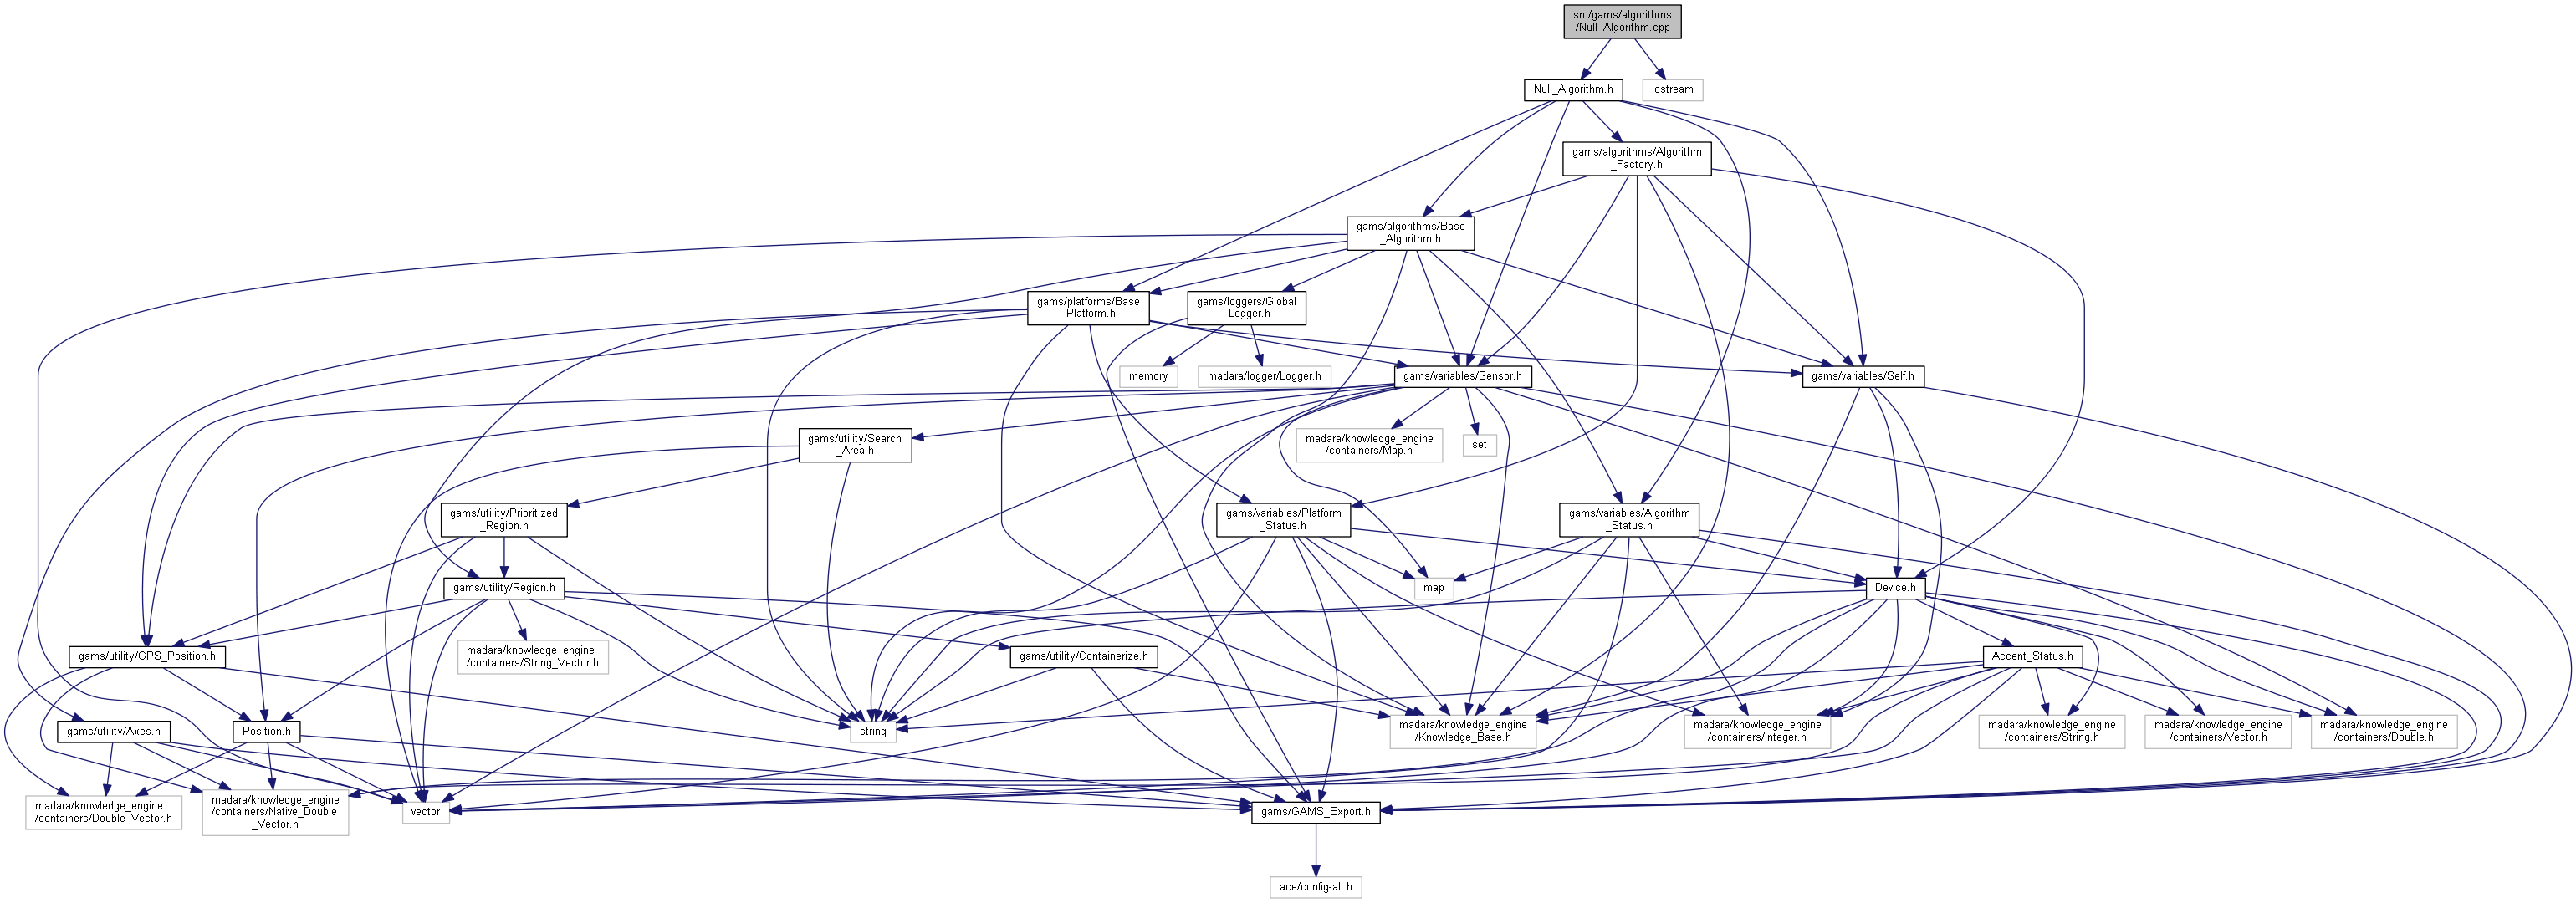 src/gams/algorithms
/Null_Algorithm.cpp
Null_Algorithm.h
iostream
gams/algorithms/Algorithm
_Factory.h
gams/algorithms/Base
_Algorithm.h
gams/platforms/Base
_Platform.h
gams/loggers/Global
_Logger.h
memory
madara/logger/Logger.h
gams/variables/Sensor.h
gams/variables/Self.h
gams/utility/Search
_Area.h
madara/knowledge_engine
/containers/Map.h
set
gams/utility/Prioritized
_Region.h
gams/variables/Platform
_Status.h
gams/variables/Algorithm
_Status.h
gams/utility/Region.h
map
Device.h
gams/utility/GPS_Position.h
madara/knowledge_engine
/containers/String_Vector.h
gams/utility/Containerize.h
Accent_Status.h
gams/utility/Axes.h
Position.h
string
madara/knowledge_engine
/Knowledge_Base.h
madara/knowledge_engine
/containers/Integer.h
madara/knowledge_engine
/containers/String.h
madara/knowledge_engine
/containers/Vector.h
madara/knowledge_engine
/containers/Double.h
madara/knowledge_engine
/containers/Double_Vector.h
madara/knowledge_engine
/containers/Native_Double
_Vector.h
vector
gams/GAMS_Export.h
ace/config-all.h